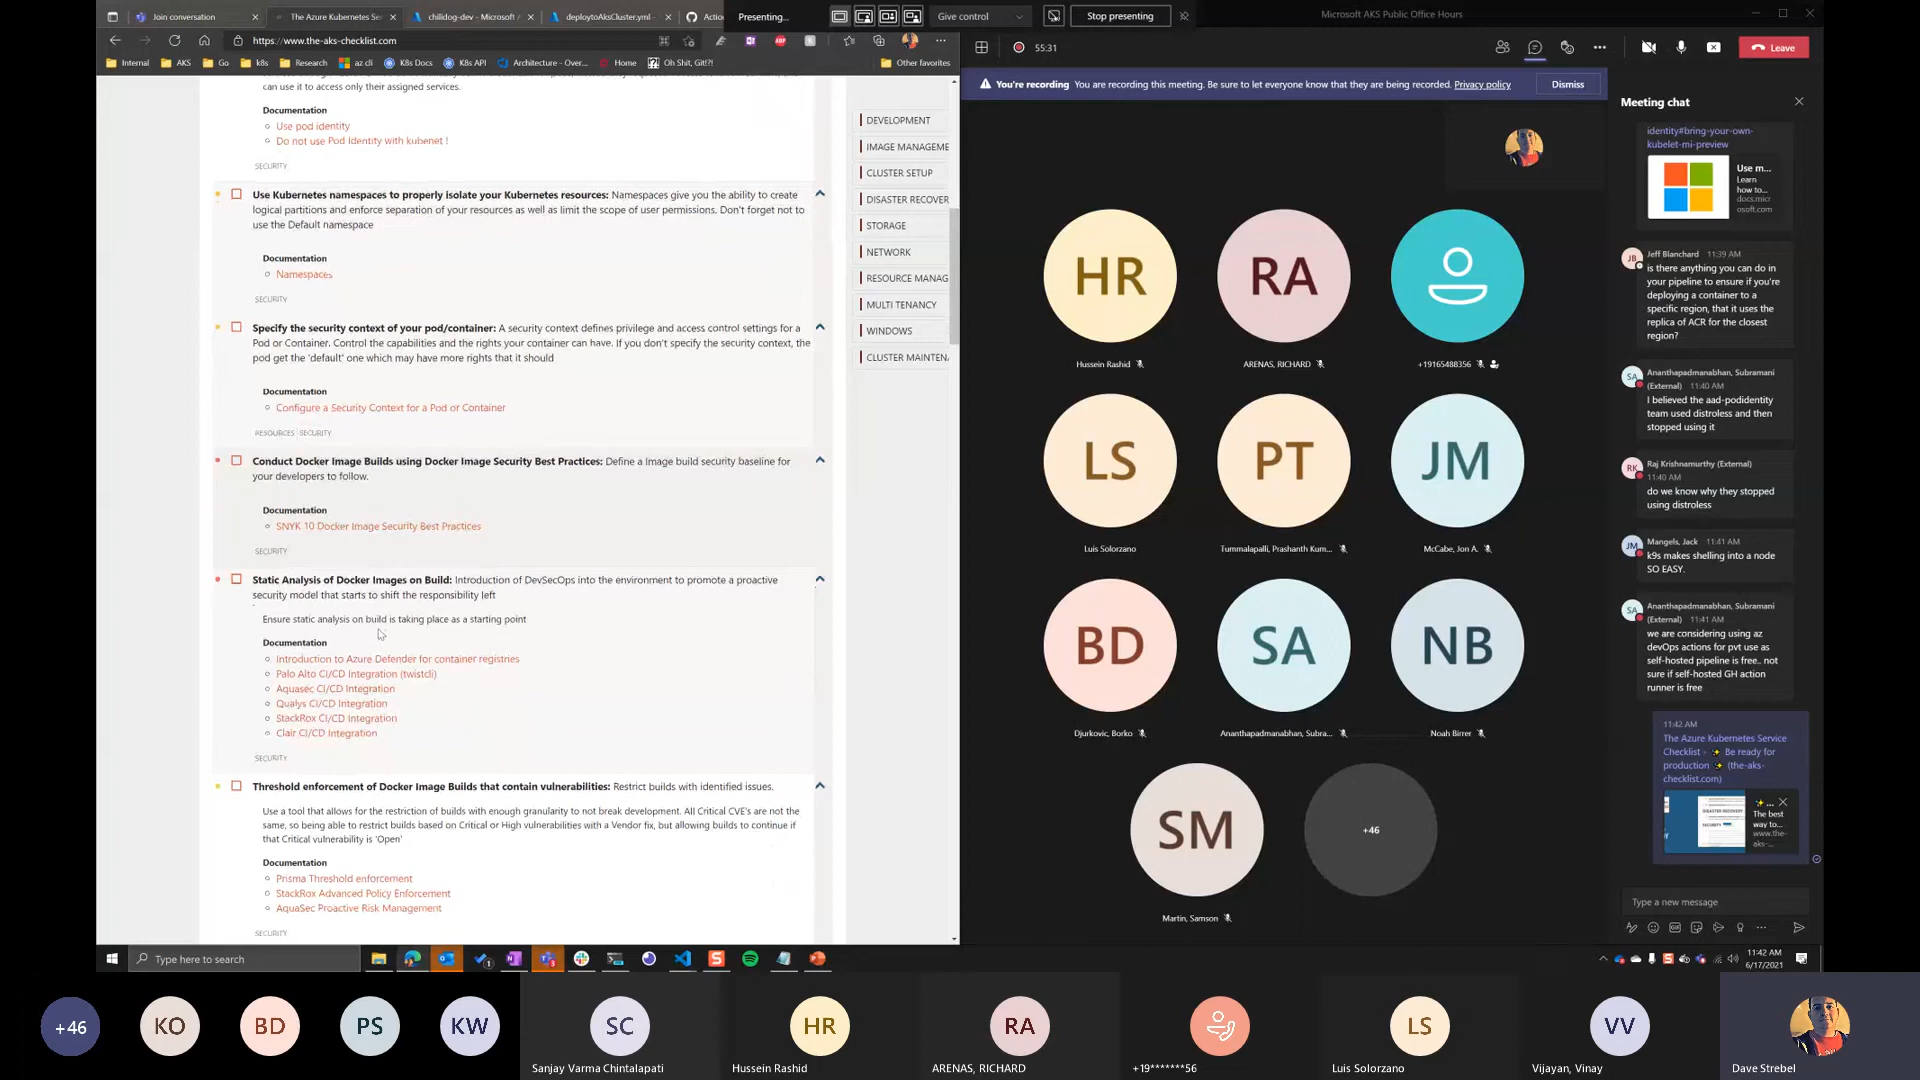 Join conversation
The Azure Kubernetes Se
chilidog-dev - Microsoft
deploytoAksCluster.yml -
Actio
Presenting...
Give control
Stop presenting
Microsoft AKS Public Office Hours
https://www.the-aks-checklist.com
55:31
Leave
Internal
AKS
Go
k8s
Research
az cli
K8s Docs
K8s API
Architecture - Over...
Home
Oh Shit, Git!?!
Other favorites
You're recording You are recording this meeting. Be sure to let everyone know that they are being recorded. Privacy policy
Dismiss
can use it to access only their assigned services.
Documentation
Use pod identity
Do not use Pod Identity with kubenet !
SECURITY
Use Kubernetes namespaces to properly isolate your Kubernetes resources: Namespaces give you the ability to create
logical partitions and enforce separation of your resources as well as limit the scope of user permissions. Don't forget not to
use the Default namespace
Documentation
Namespaces
SECURITY
Specify the security context of your pod/container: A security context defines privilege and access control settings for a
Pod or Container. Control the capabilities and the rights your container can have. If you don't specify the security context, the
pod get the 'default' one which may have more rights that it should
Documentation
Configure a Security Context for a Pod or Container
RESOURCES SECURITY
Conduct Docker Image Builds using Docker Image Security Best Practices: Define a Image build security baseline for
your developers to follow.
Documentation
SNYK 10 Docker Image Security Best Practices
SECURITY
Static Analysis of Docker Images on Build: Introduction of DevSecOps into the environment to promote a proactive
security model that starts to shift the responsibility left
Ensure static analysis on build is taking place as a starting point
Documentation
Introduction to Azure Defender for container registries
Palo Alto CI/CD Integration (twistcli)
Aquasec CI/CD Integration
Qualys CI/CD Integration
StackRox CI/CD Integration
Clair CI/CD Integration
SECURITY
Threshold enforcement of Docker Image Builds that contain vulnerabilities: Restrict builds with identified issues.
Use a tool that allows for the restriction of builds with enough granularity to not break development. All Critical CVE's are not the
same, so being able to restrict builds based on Critical or High vulnerabilities with a Vendor fix, but allowing builds to continue if
that Critical vulnerability is 'Open'
Documentation
Prisma Threshold enforcement
StackRox Advanced Policy Enforcement
AquaSec Proactive Risk Management
SECURITY
DEVELOPMENT
IMAGE MANAGEME
CLUSTER SETUP
DISASTER RECOVER
STORAGE
NETWORK
RESOURCE MANAG
MULTI TENANCY
WINDOWS
CLUSTER MAINTEN
HR
RA
Hussein Rashid
ARENAS, RICHARD
+19165488356
LS
PT
JM
Luis Solorzano
Tummalapalli, Prashanth Kum...
McCabe, Jon A.
BD
SA
NB
Djurkovic, Borko
Ananthapadmanabhan, Subra...
Noah Birrer
SM
+46
Martin, Samson
Meeting chat
identity#bring-your-own-
kubelet-mi-preview
Use m...
Learn
how to...
docs.micr
osoft.com
JB
Jeff Blanchard 11:39 AM
is there anything you can do in
your pipeline to ensure if you're
deploying a container to a
specific region, that it uses the
replica of ACR for the closest
region?
SA
Ananthapadmanabhan, Subramani
(External) 11:40 AM
I believed the aad-podidentity
team used distroless and then
stopped using it
RK
Raj Krishnamurthy (External)
11:40 AM
do we know why they stopped
using distroless
JM
Mangels, Jack 11:41 AM
k9s makes shelling into a node
SO EASY.
SA
Ananthapadmanabhan, Subramani
(External) 11:41 AM
we are considering using az
devOps actions for pvt use as
self-hosted pipeline is free.. not
sure if self-hosted GH action
runner is free
11:42 AM
The Azure Kubernetes Service
Checklist - ✨ Be ready for
production ✨ (the-aks-
checklist.com)
✨ ...
The best
way to...
www.the-
aks-...
Type a new message
Type here to search
11:42 AM
6/17/2021
+46
KO
BD
PS
KW
SC
HR
RA
LS
VV
Sanjay Varma Chintalapati
Hussein Rashid
ARENAS, RICHARD
+19*******56
Luis Solorzano
Vijayan, Vinay
Dave Strebel